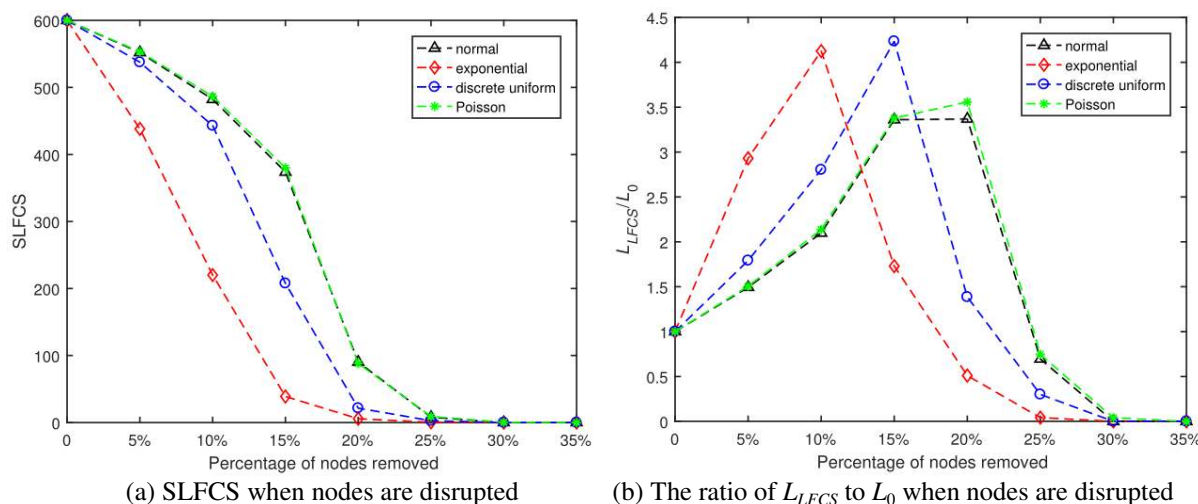 600
500
400
300
200
100
0
SLFCS
normal
exponential
discrete uniform
Poisson
0 5% 10% 15% 20% 25% 30% 35%
Percentage of nodes removed
(a) SLFCS when nodes are disrupted
4.5
4
3.5
3
2.5
2
1.5
1
0.5
0
L_LFCS/L_0
normal
exponential
discrete uniform
Poisson
0 5% 10% 15% 20% 25% 30% 35%
Percentage of nodes removed
(b) The ratio of L_LFCS to L_0 when nodes are disrupted